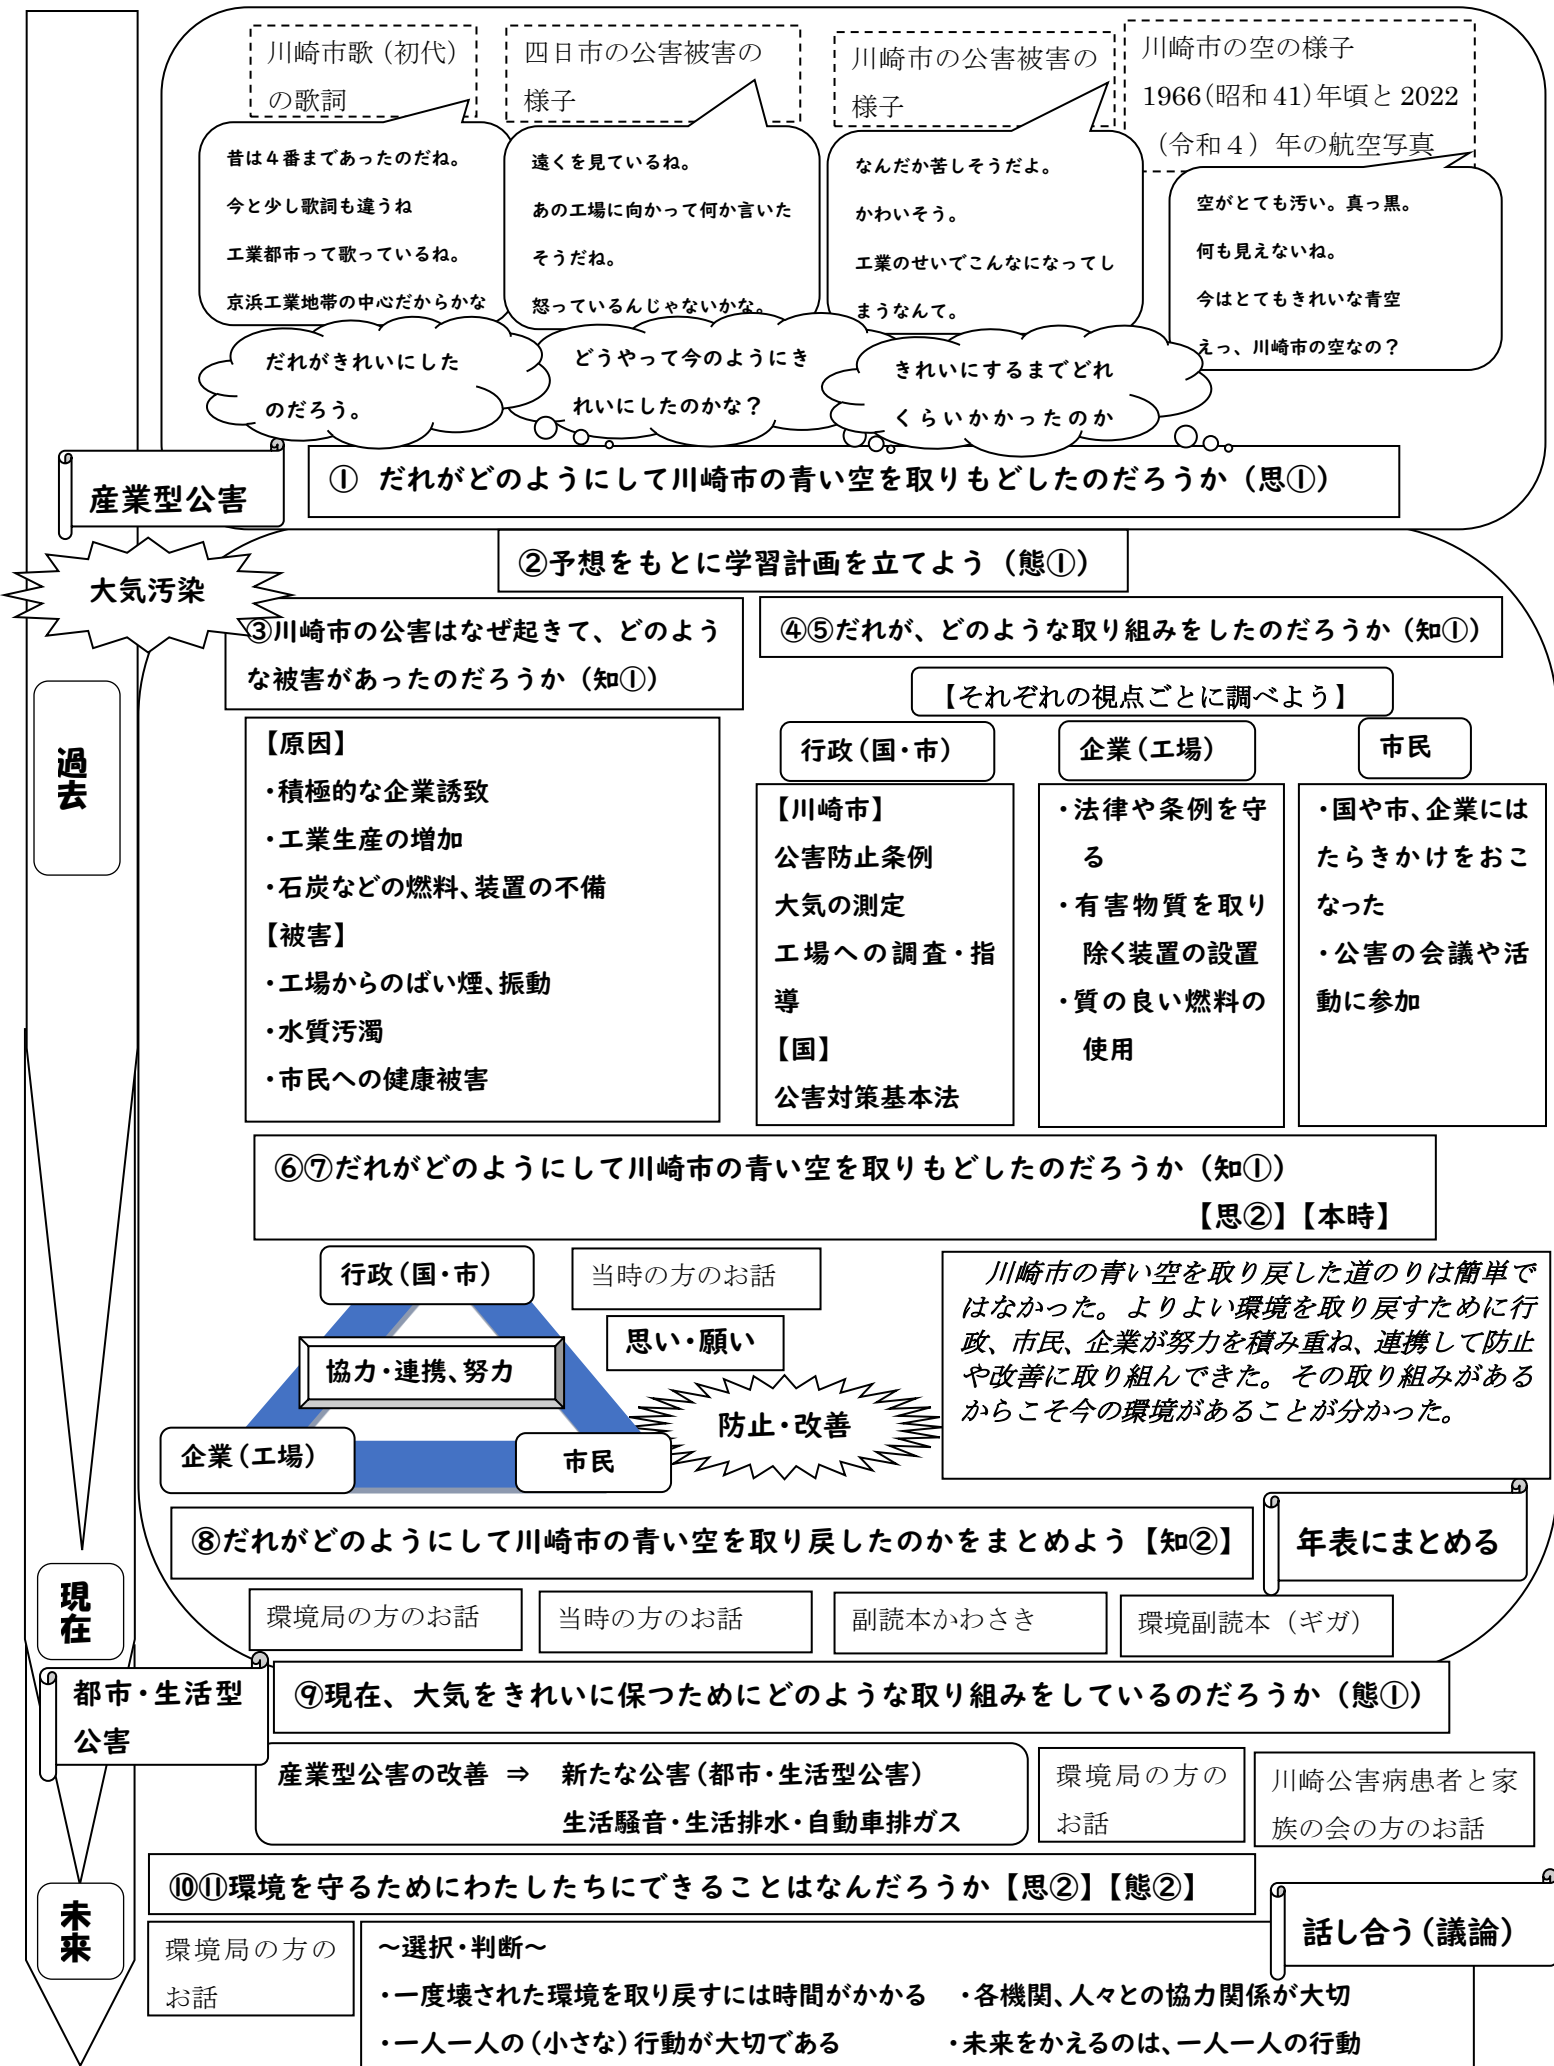 川崎市歌（初代）
の歌詞
四日市の公害被害の
様子
川崎市の公害被害の
様子
川崎市の空の様子
1966（昭和 41）年頃と 2022
（令和４）年の航空写真
昔は４番まであったのだね。
今と少し歌詞も違うね
工業都市って歌っているね。
京浜工業地帯の中心だからかな
遠くを見ているね。
あの工場に向かって何か言いた
そうだね。
怒っているんじゃないかな。
なんだか苦しそうだよ。
かわいそう。
工業のせいでこんなになってし
まうなんて。
空がとても汚い。真っ黒。
何も見えないね。
今はとてもきれいな青空
えっ、川崎市の空なの？
だれがきれいにした
のだろう。
どうやって今のようにき
れいにしたのかな？
きれいにするまでどれ
くらいかかったのか
産業型公害
① だれがどのようにして川崎市の青い空を取りもどしたのだろうか（思①）
大気汚染
②予想をもとに学習計画を立てよう（態①）
③川崎市の公害はなぜ起きて、どのよう
な被害があったのだろうか（知①）
④⑤だれが、どのような取り組みをしたのだろうか（知①）
【それぞれの視点ごとに調べよう】
過去
【原因】
・積極的な企業誘致
・工業生産の増加
・石炭などの燃料、装置の不備
【被害】
・工場からのばい煙、振動
・水質汚濁
・市民への健康被害
行政（国・市）
【川崎市】
公害防止条例
大気の測定
工場への調査・指
導
【国】
公害対策基本法
企業（工場）
・法律や条例を守
る
・有害物質を取り
除く装置の設置
・質の良い燃料の
使用
市民
・国や市、企業には
たらきかけをおこ
なった
・公害の会議や活
動に参加
⑥⑦だれがどのようにして川崎市の青い空を取りもどしたのだろうか（知①）
【思②】【本時】
行政（国・市）
協力・連携、努力
企業（工場）
市民
当時の方のお話
思い・願い
防止・改善
川崎市の青い空を取り戻した道のりは簡単で
はなかった。よりよい環境を取り戻すために行
政、市民、企業が努力を積み重ね、連携して防止
や改善に取り組んできた。その取り組みがある
からこそ今の環境があることが分かった。
⑧だれがどのようにして川崎市の青い空を取り戻したのかをまとめよう【知②】
年表にまとめる
現在
環境局の方のお話
当時の方のお話
副読本かわさき
環境副読本（ギガ）
都市・生活型
公害
⑨現在、大気をきれいに保つためにどのような取り組みをしているのだろうか（態①）
産業型公害の改善 ⇒ 新たな公害（都市・生活型公害）
生活騒音・生活排水・自動車排ガス
環境局の方の
お話
川崎公害病患者と家
族の会の方のお話
⑩⑪環境を守るためにわたしたちにできることはなんだろうか【思②】【態②】
未来
話し合う（議論）
環境局の方の
お話
～選択・判断～
・一度壊された環境を取り戻すには時間がかかる ・各機関、人々との協力関係が大切
・一人一人の（小さな）行動が大切である ・未来をかえるのは、一人一人の行動